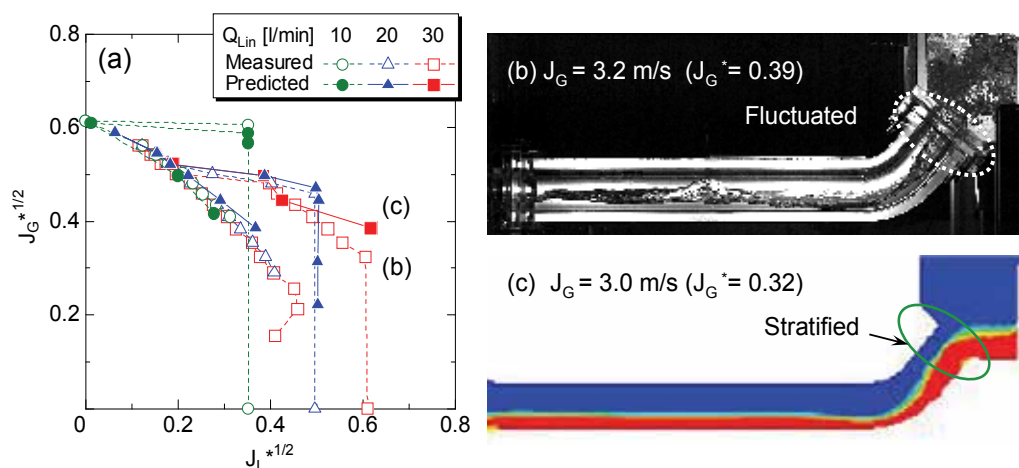 (a)
Q_Lin [l/min] 10 20 30
Measured
Predicted
0.8
0.6
0.4
0.2
0
0.2
0.4
0.6
0.8
J_G*^1/2
J_L*^1/2
(c)
(b)
(b) J_G = 3.2 m/s (J_G* = 0.39)
Fluctuated
(c) J_G = 3.0 m/s (J_G* = 0.32)
Stratified